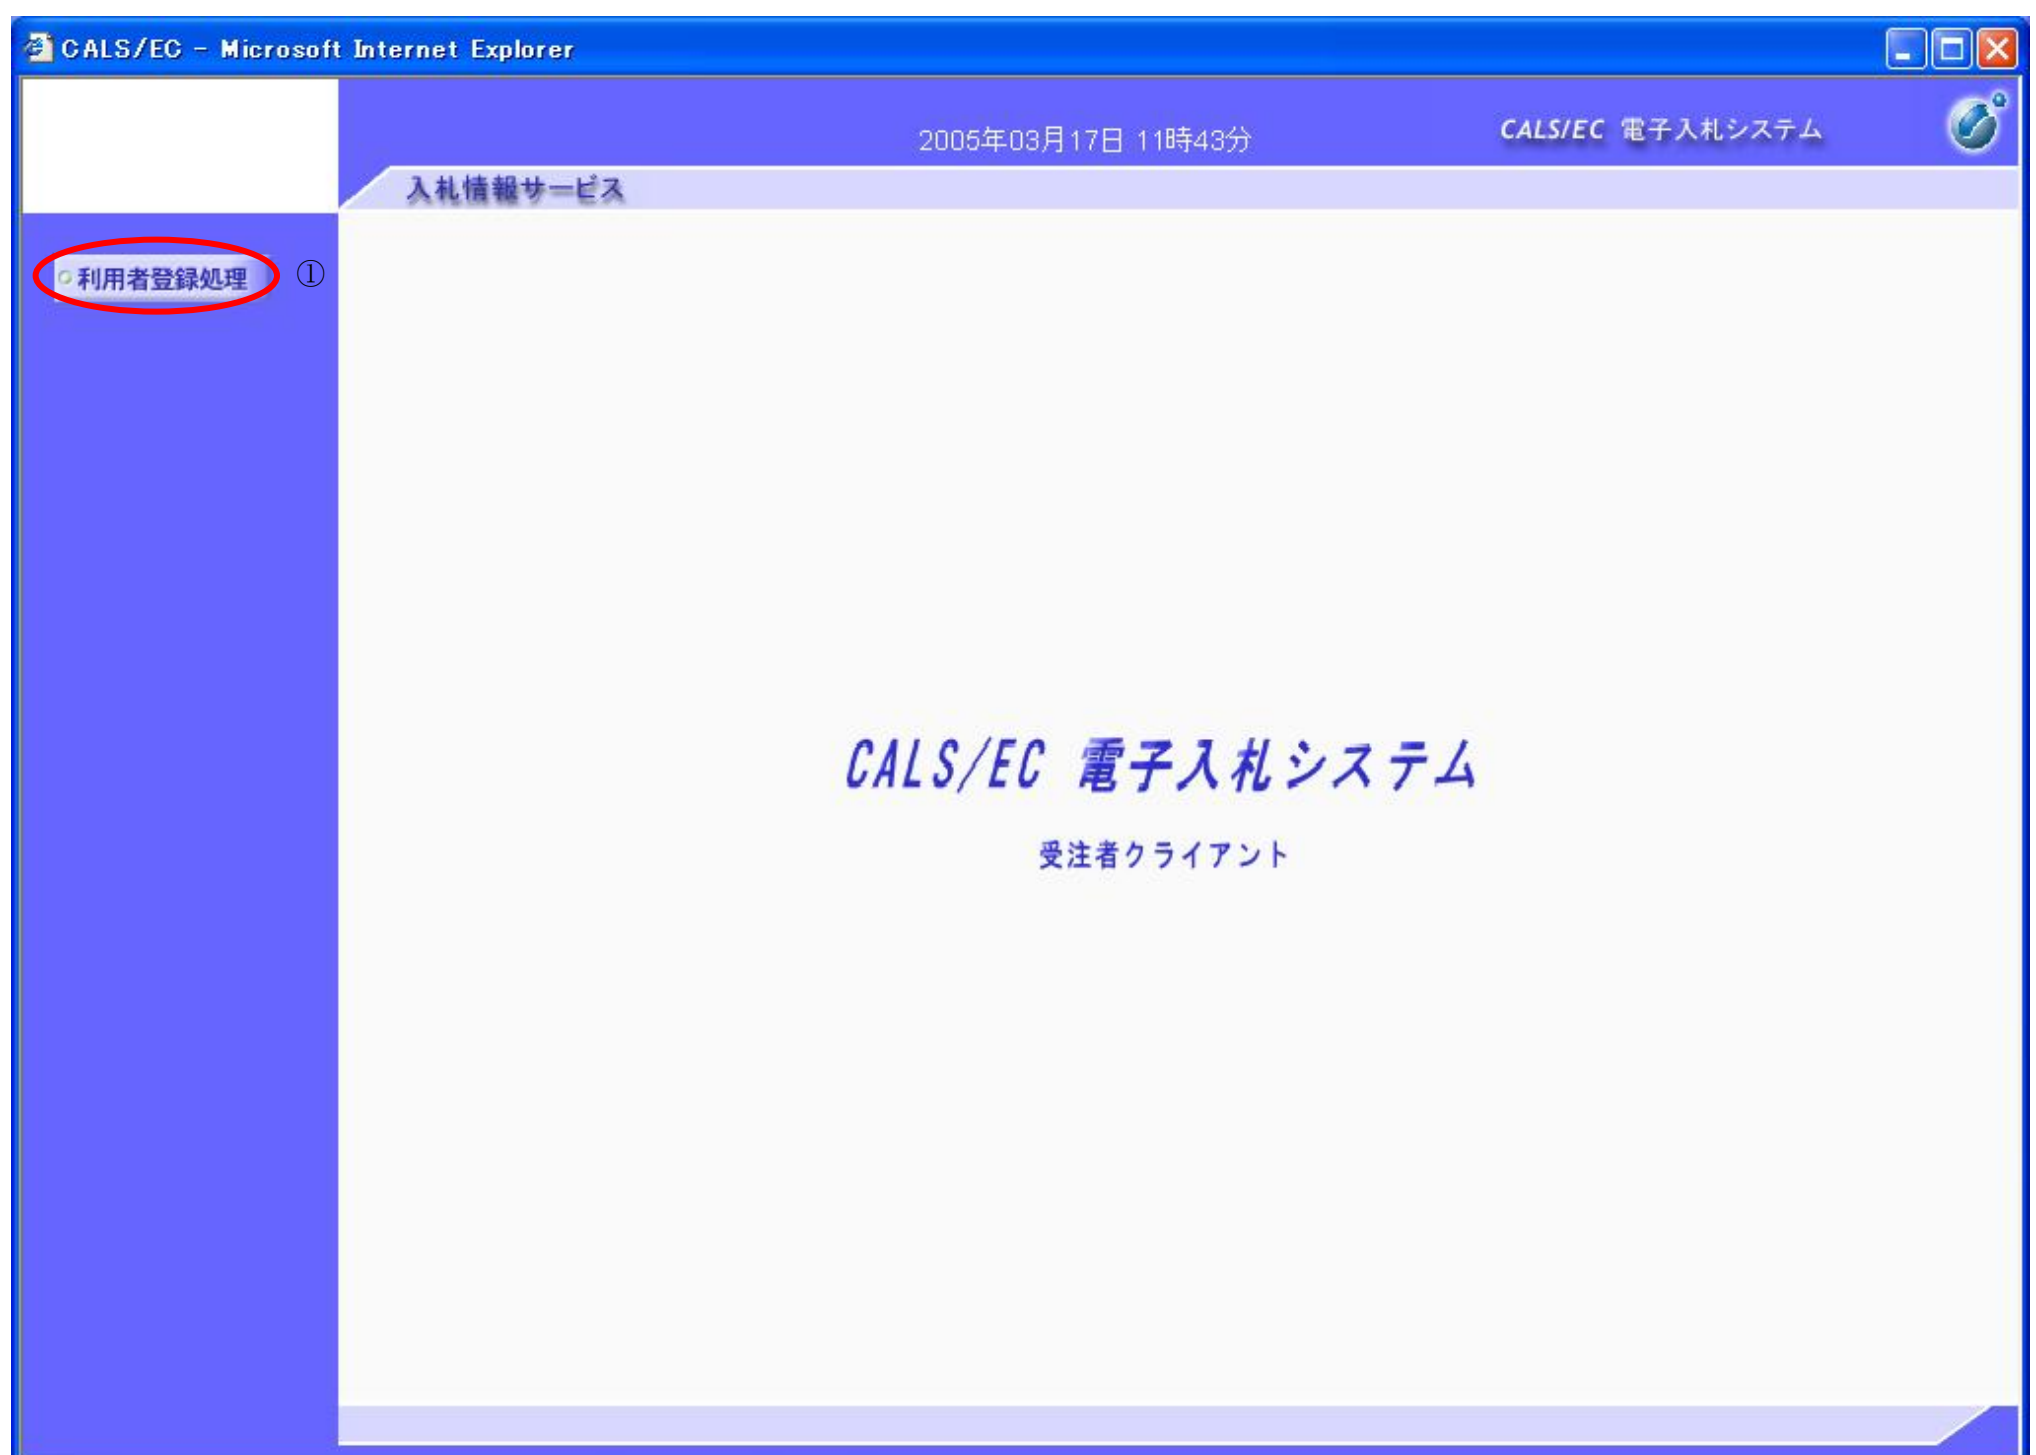 CALS/EC - Microsoft Internet Explorer
2005年03月17日 11時43分
CALS/EC 電子入札システム
入札情報サービス
利用者登録処理 ①
CALS/EC 電子入札システム
受注者クライアント